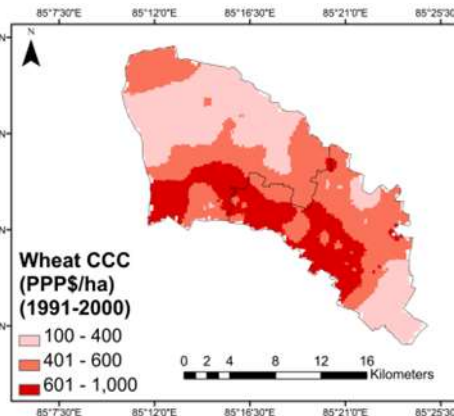 85°7'30"E 85°12'0"E 85°16'30"E 85°21'0"E 85°25'30"E
N
N
N
N
N
Wheat CCC
(PPP$/ha)
(1991-2000)
100 - 400
401 - 600
601 - 1,000
0 2 4 8 12 16
Kilometers
85°7'30"E 85°12'0"E 85°16'30"E 85°21'0"E 85°25'30"E